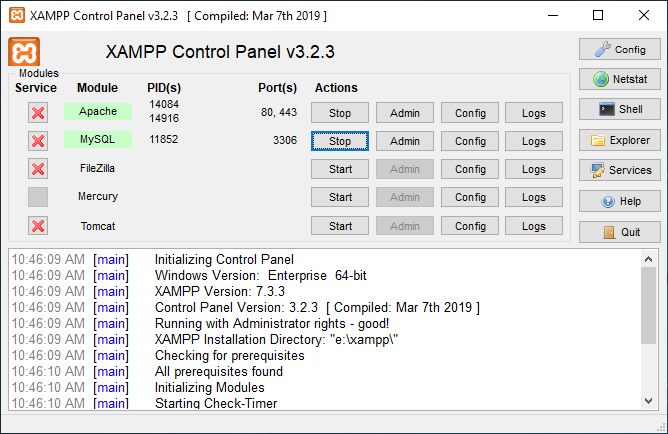 XAMPP Control Panel v3.2.3 [ Compiled: Mar 7th 2019 ]
XAMPP Control Panel v3.2.3
Config
Modules
Service Module PID(s) Port(s) Actions
Netstat
Apache 14084 14916 80, 443 Stop Admin Config Logs
Shell
MySQL 11852 3306 Stop Admin Config Logs
Explorer
FileZilla Start Admin Config Logs
Services
Mercury Start Admin Config Logs
Help
Tomcat Start Admin Config Logs
Quit
10:46:09 AM [main] Initializing Control Panel
10:46:09 AM [main] Windows Version: Enterprise 64-bit
10:46:09 AM [main] XAMPP Version: 7.3.3
10:46:09 AM [main] Control Panel Version: 3.2.3 [ Compiled: Mar 7th 2019 ]
10:46:09 AM [main] Running with Administrator rights - good!
10:46:09 AM [main] XAMPP Installation Directory: "e:\xampp\"
10:46:09 AM [main] Checking for prerequisites
10:46:10 AM [main] All prerequisites found
10:46:10 AM [main] Initializing Modules
10:46:10 AM [main] Starting Check-Timer